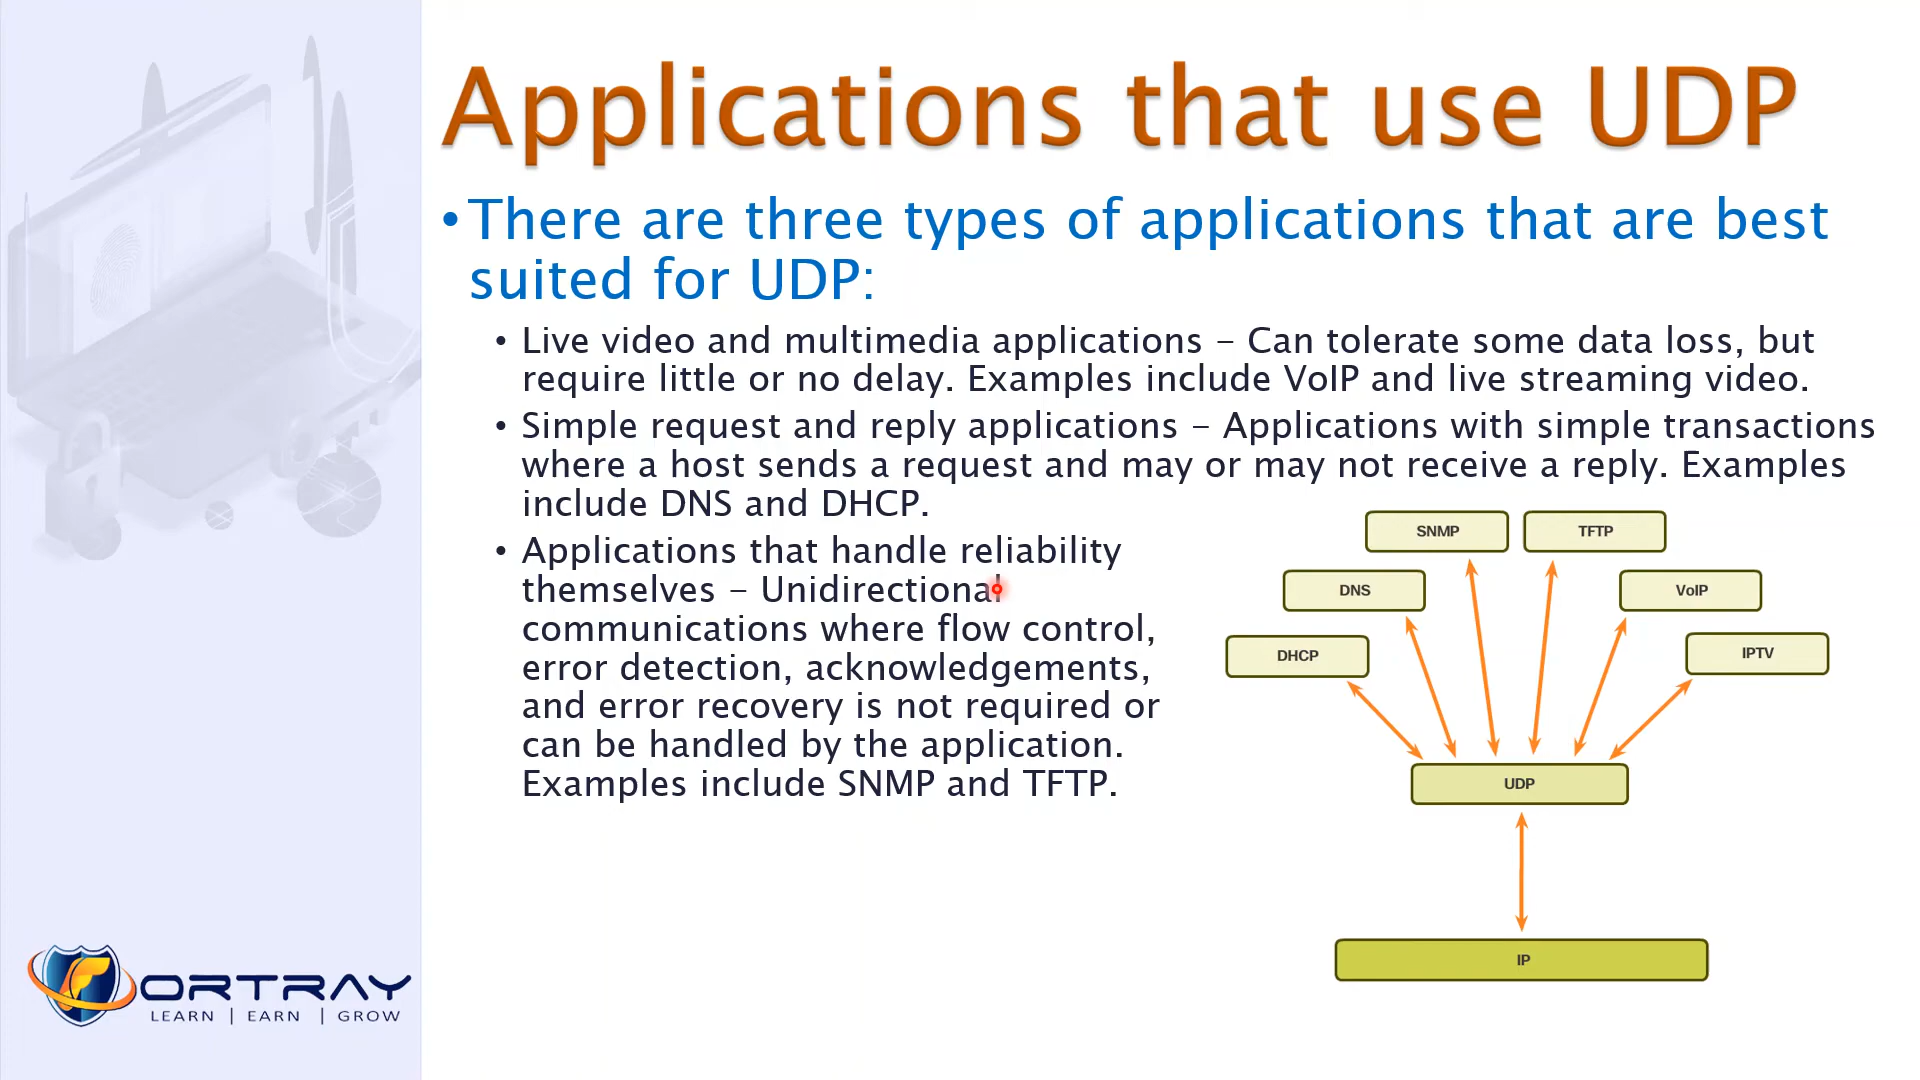 Applications that use UDP
• There are three types of applications that are best
suited for UDP:
• Live video and multimedia applications – Can tolerate some data loss, but
require little or no delay. Examples include VoIP and live streaming video.
• Simple request and reply applications – Applications with simple transactions
where a host sends a request and may or may not receive a reply. Examples
include DNS and DHCP.
• Applications that handle reliability
themselves – Unidirectional
communications where flow control,
error detection, acknowledgements,
and error recovery is not required or
can be handled by the application.
Examples include SNMP and TFTP.
SNMP
TFTP
DNS
VoIP
DHCP
IPTV
UDP
IP
FORTRAY
LEARN | EARN | GROW